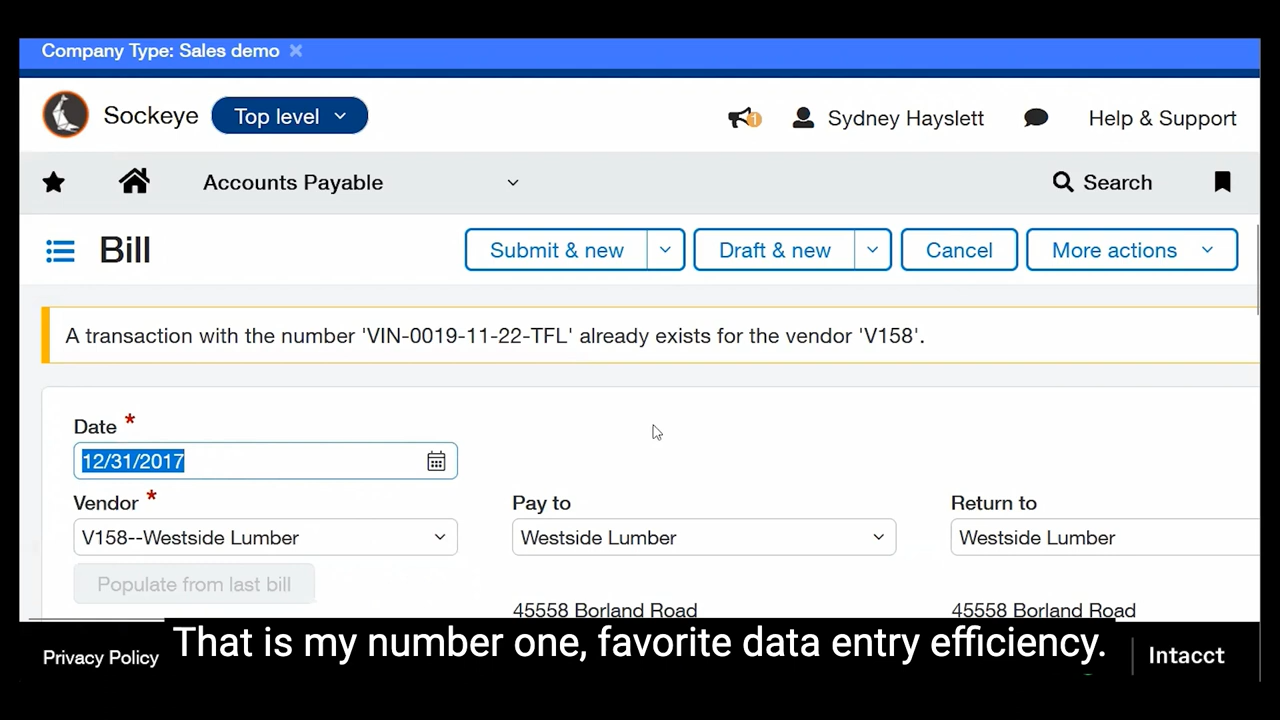 Company Type: Sales demo ×
Sockeye Top level 1 Sydney Hayslett Help & Support
Accounts Payable Search
Bill Submit & new Draft & new Cancel More actions
A transaction with the number 'VIN-0019-11-22-TFL' already exists for the vendor 'V158'.
Date *
12/31/2017
Vendor * Pay to Return to
V158--Westside Lumber Westside Lumber Westside Lumber
Populate from last bill
45558 Borland Road 45558 Borland Road
That is my number one, favorite data entry efficiency.
Privacy Policy Intacct